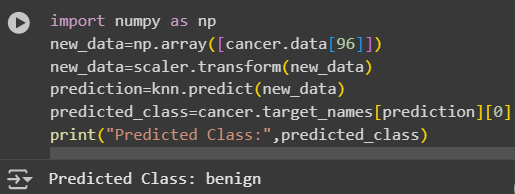 import numpy as np
new_data=np.array([cancer.data[96]])
new_data=scaler.transform(new_data)
prediction=knn.predict(new_data)
predicted_class=cancer.target_names[prediction][0]
print("Predicted Class:",predicted_class)
Predicted Class: benign